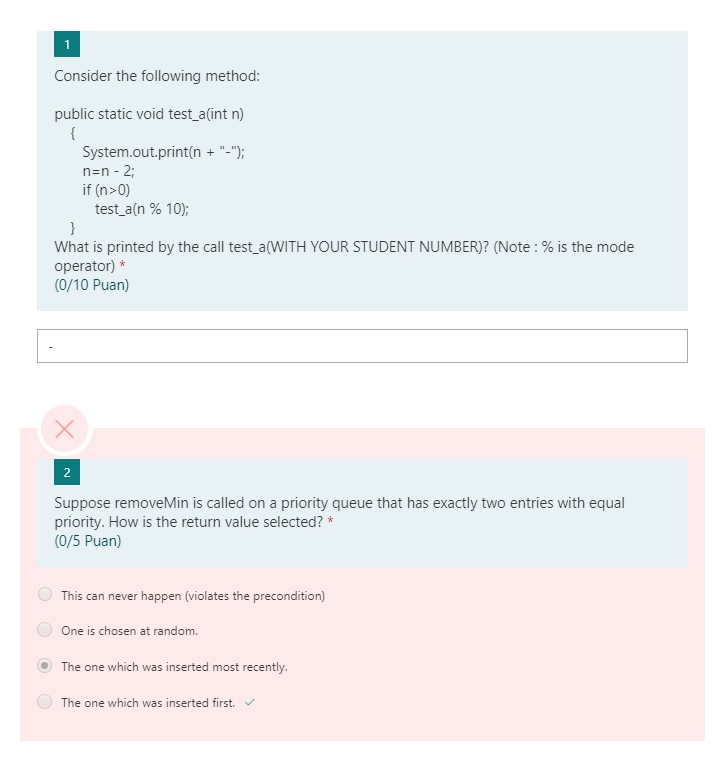 1
Consider the following method:
public static void test_a(int n)
{
System.out.print(n + "-");
n=n - 2;
if (n>0)
test_a(n % 10);
}
What is printed by the call test_a(WITH YOUR STUDENT NUMBER)? (Note : % is the mode
operator) *
(0/10 Puan)
-
2
Suppose removeMin is called on a priority queue that has exactly two entries with equal
priority. How is the return value selected? *
(0/5 Puan)
This can never happen (violates the precondition)
One is chosen at random.
The one which was inserted most recently.
The one which was inserted first.